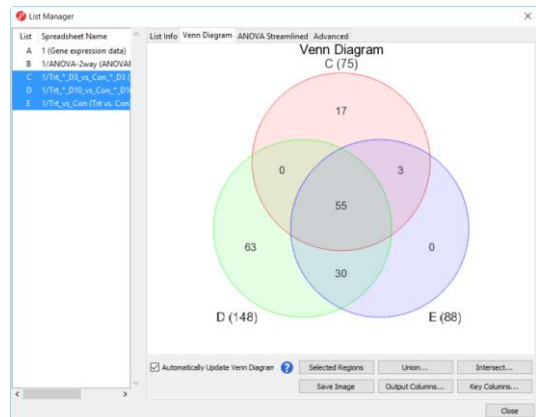 List Manager
List Spreadsheet Name
A 1 (Gene expression data)
B 1/ANOVA-2way (ANOVAF
C 1/Trt_*_D3_vs_Con_*_D3 (
D 1/Trt_*_D10_vs_Con_*_D10
E 1/Trt_vs_Con (Trt vs. Con)
List Info Venn Diagram ANOVA Streamlined Advanced
Venn Diagram
C (75)
17
0 3
55
63 0
30
D (148) E (88)
Automatically Update Venn Diagram ? Selected Regions Union... Intersect...
Save Image Output Columns... Key Columns...
Close